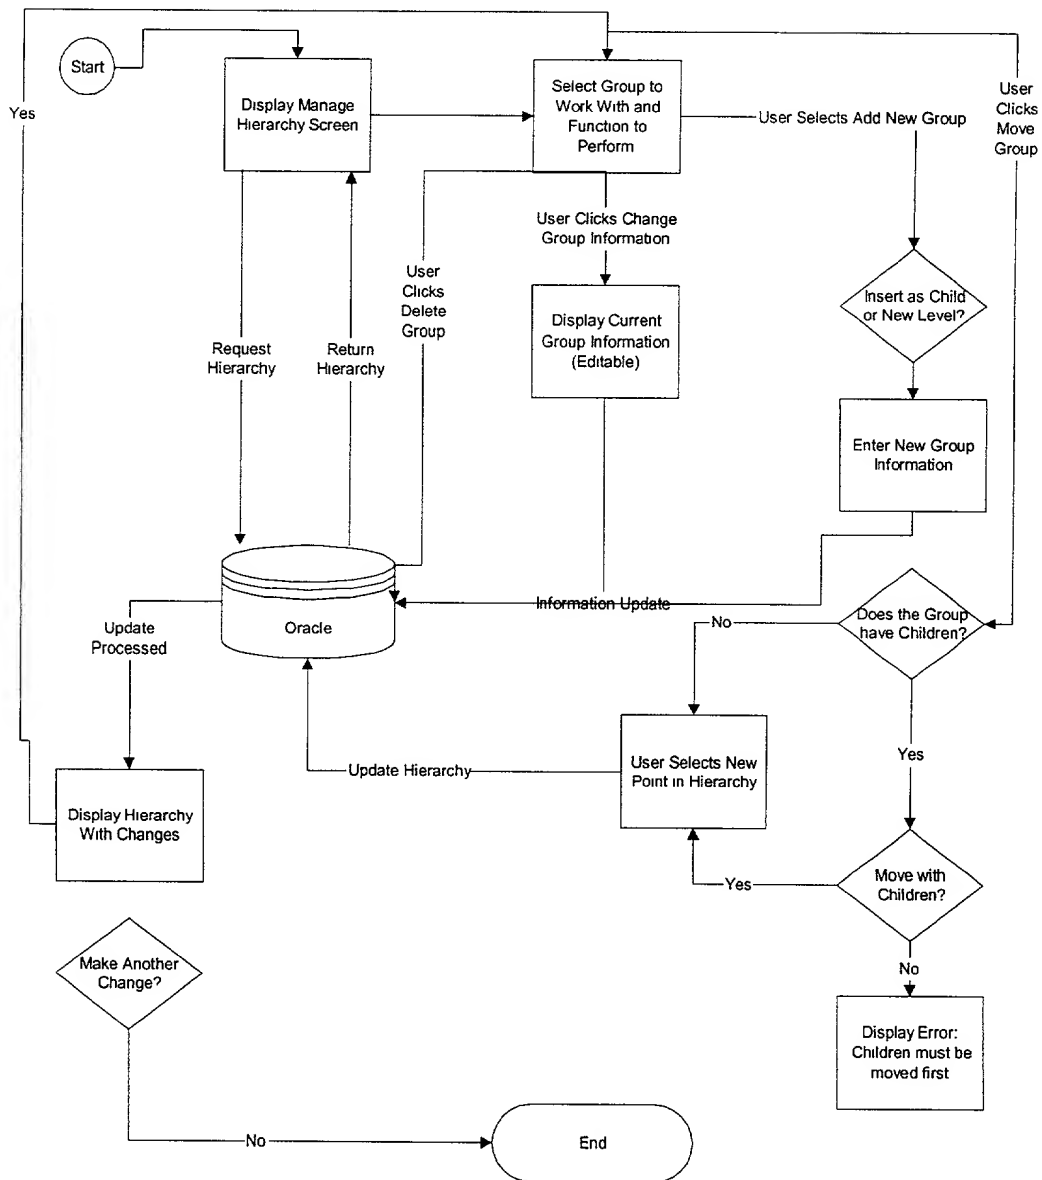 Start
Yes
Display Manage
Hierarchy Screen
Select Group to
Work With and
Function to
Perform
User Selects Add New Group
User
Clicks
Move
Group
User Clicks Change
Group Information
User
Clicks
Delete
Group
Insert as Child
or New Level?
Display Current
Group Information
(Editable)
Request
Hierarchy
Return
Hierarchy
Enter New Group
Information
Oracle
Information Update
Does the Group
have Children?
No
Update
Processed
Yes
User Selects New
Point in Hierarchy
Update Hierarchy
Display Hierarchy
With Changes
Move with
Children?
Yes
No
Make Another
Change?
Display Error:
Children must be
moved first
No
End